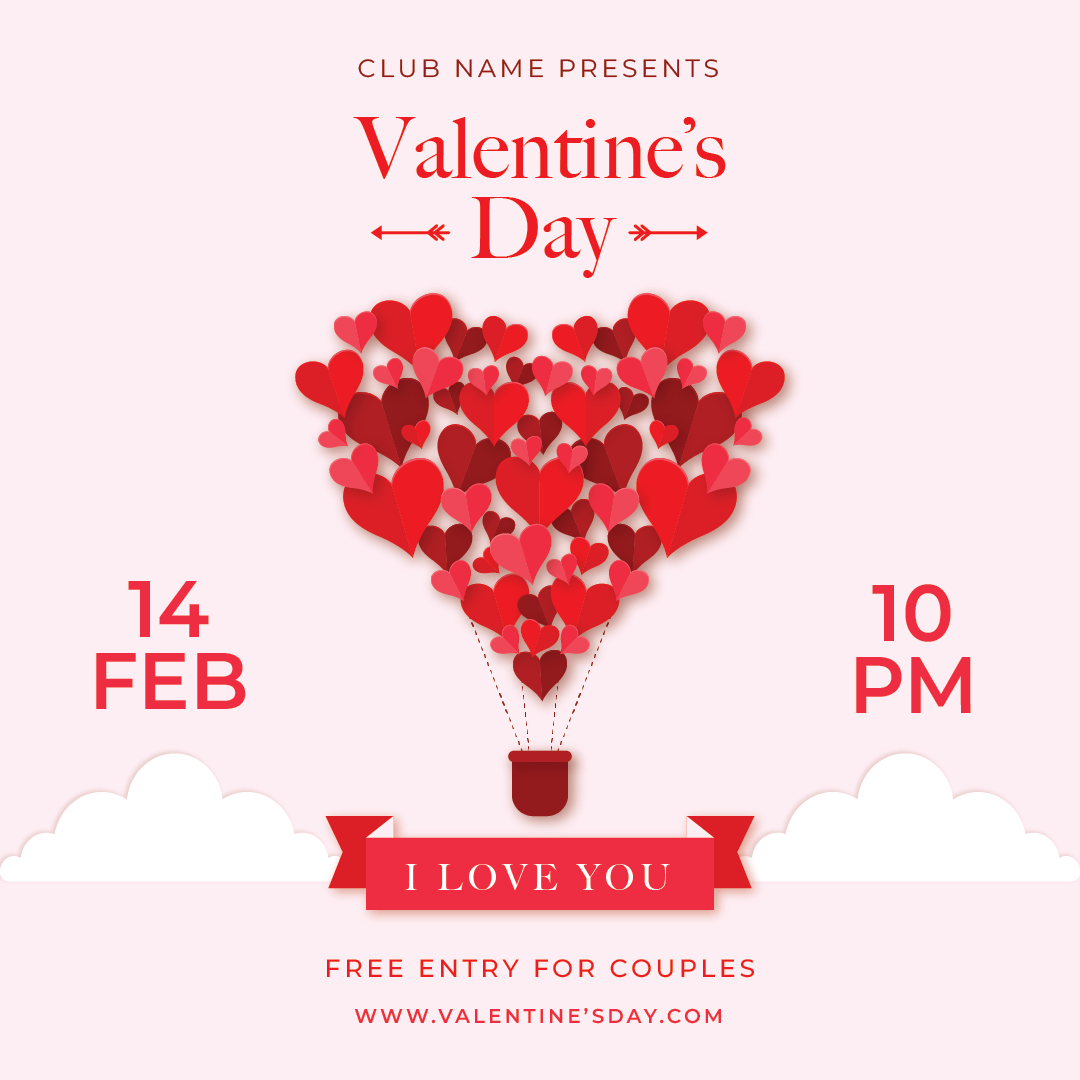 CLUB NAME PRESENTS
Valentine’s
Day
14
FEB
10
PM
I LOVE YOU
FREE ENTRY FOR COUPLES
WWW.VALENTINE’SDAY.COM